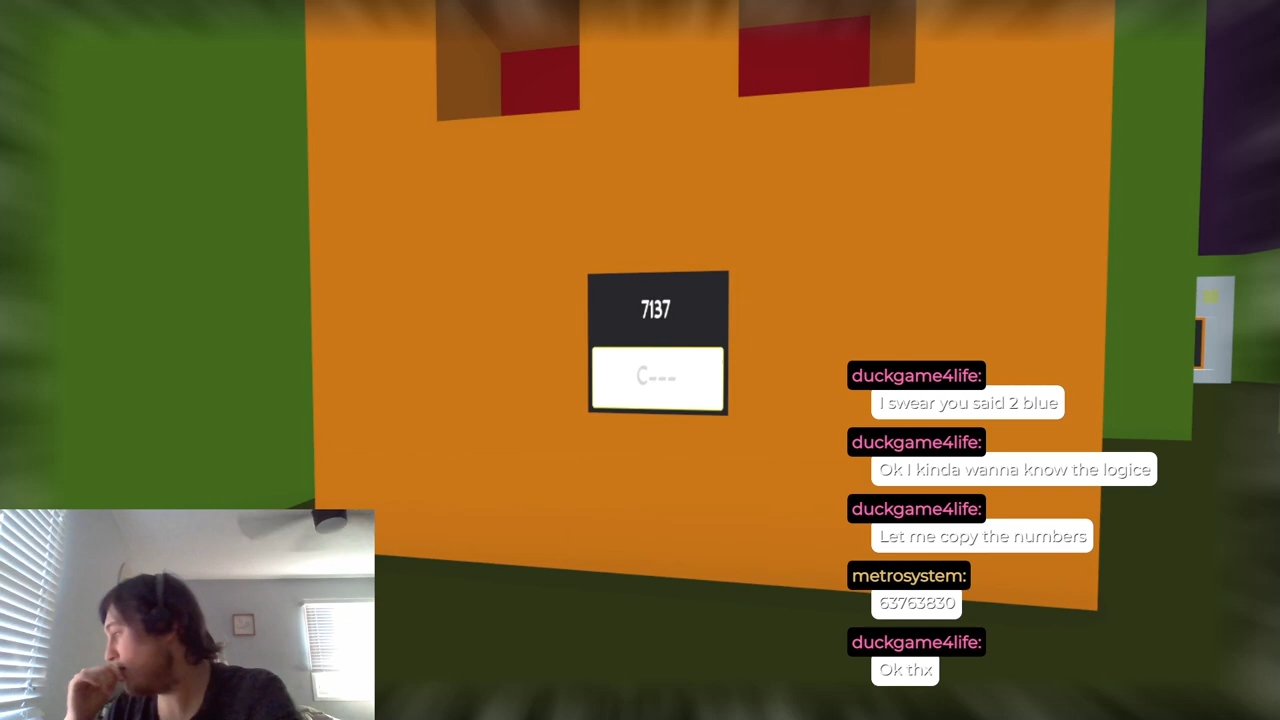 7137
C---
duckgame4life:
I swear you said 2 blue
duckgame4life:
Ok I kinda wanna know the logice
duckgame4life:
Let me copy the numbers
metrosystem:
63763830
duckgame4life:
Ok thx